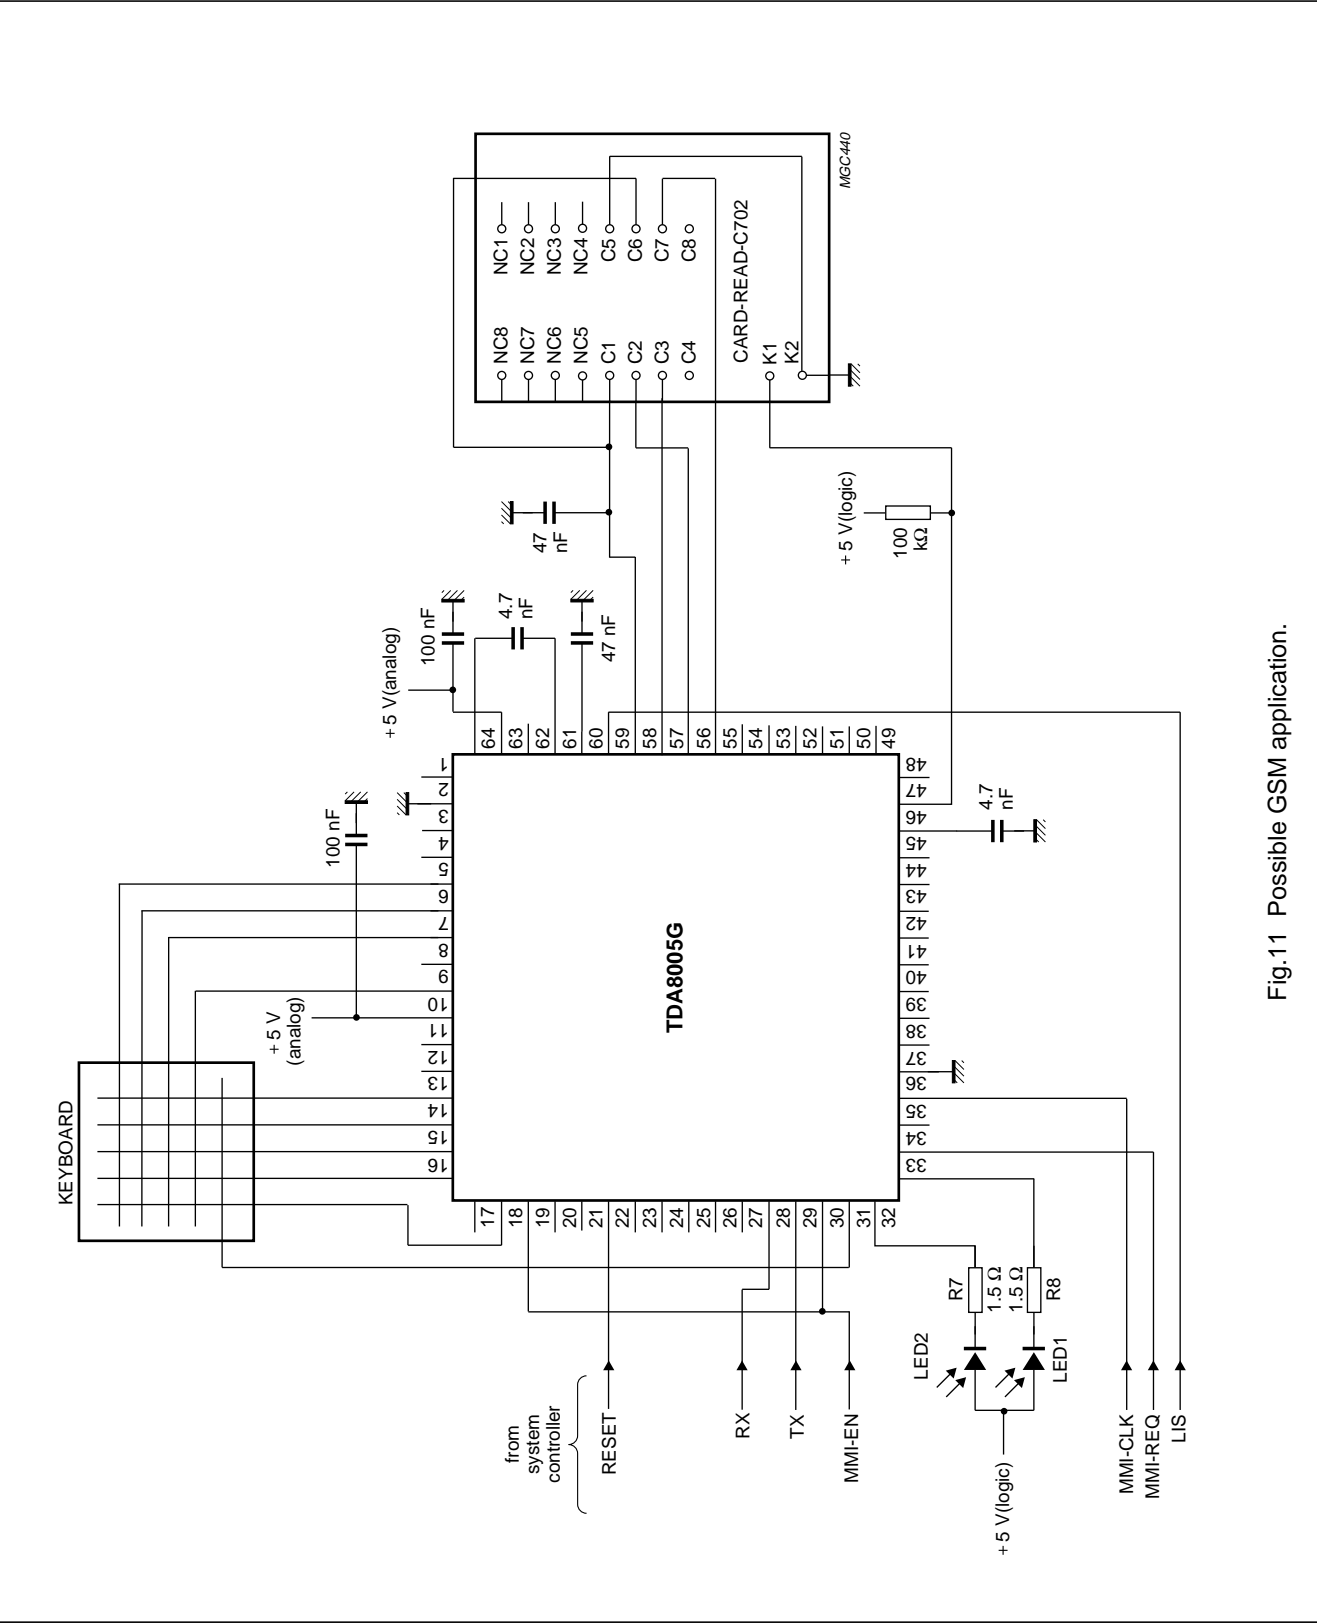 KEYBOARD
+ 5 V
(analog)
100 nF
+ 5 V(analog)
100 nF
4.7
nF
47 nF
47
nF
NC8
NC7
NC6
NC5
C1
C2
C3
C4
NC1
NC2
NC3
NC4
C5
C6
C7
C8
CARD-READ-C702
K1
K2
MGC440
+ 5 V(logic)
100
kΩ
1
2
3
4
5
6
7
8
9
10
11
12
13
14
15
16
17
18
19
20
21
22
23
24
25
26
27
28
29
30
31
32
33
34
35
36
37
38
39
40
41
42
43
44
45
46
47
48
49
50
51
52
53
54
55
56
57
58
59
60
61
62
63
64
TDA8005G
4.7
nF
from
system
controller
RESET
RX
TX
MMI-EN
LED2
R7
1.5 Ω
1.5 Ω
R8
LED1
+ 5 V(logic)
MMI-CLK
MMI-REQ
LIS
Fig.11 Possible GSM application.